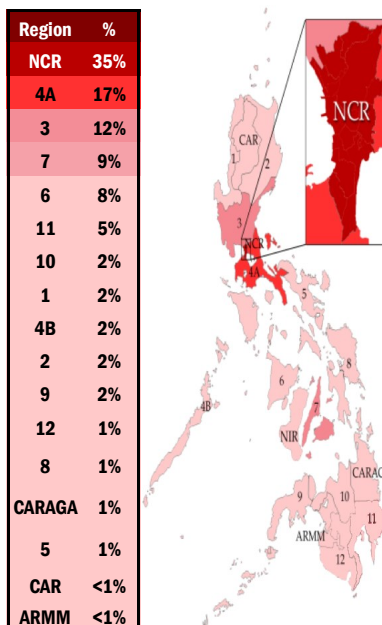 Region %
NCR 35%
4A 17%
3 12%
7 9%
6 8%
11 5%
10 2%
1 2%
4B 2%
2 2%
9 2%
12 1%
8 1%
CARAGA 1%
5 1%
CAR <1%
ARMM <1%
NCR
CAR
1
2
3
NCR
4A
5
8
6
7
4B
NIR
CARAG
9
10
11
ARMM
12